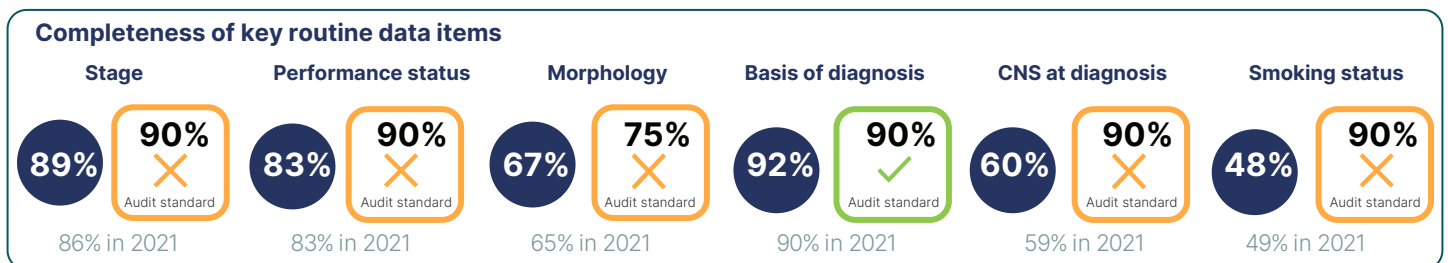 Completeness of key routine data items
Stage
Performance status
Morphology
Basis of diagnosis
CNS at diagnosis
Smoking status
89%
90%
Audit standard
83%
90%
Audit standard
67%
75%
Audit standard
92%
90%
Audit standard
60%
90%
Audit standard
48%
90%
Audit standard
86% in 2021
83% in 2021
65% in 2021
90% in 2021
59% in 2021
49% in 2021